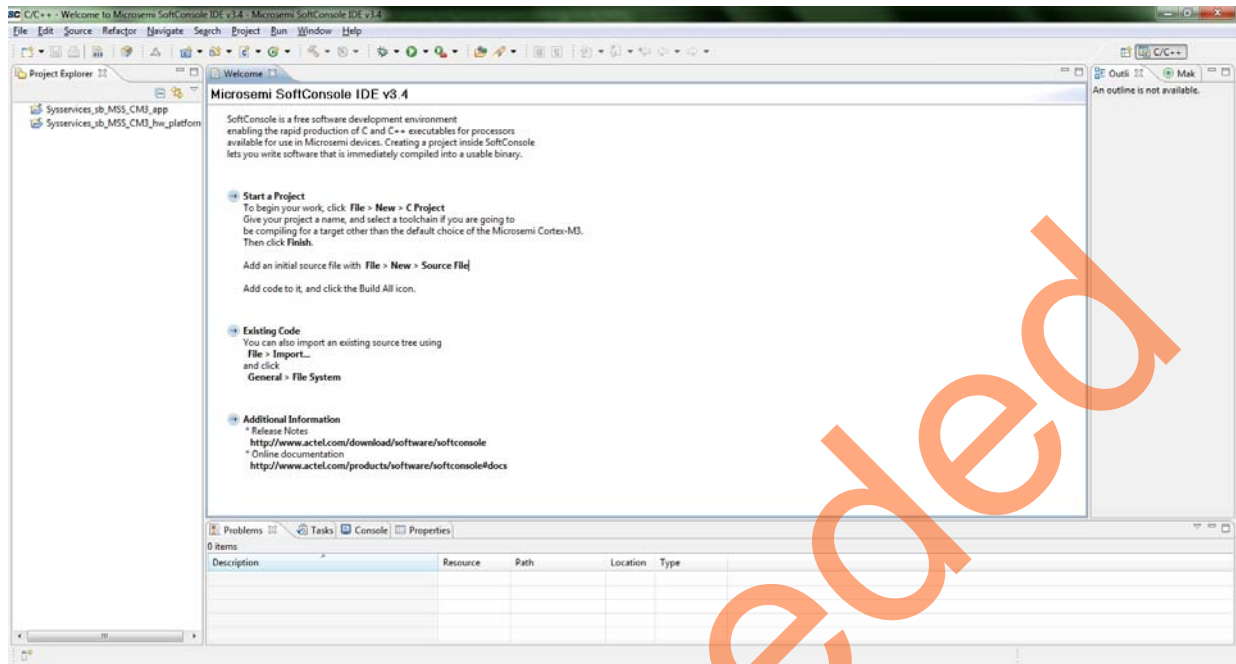 SC C/C++ - Welcome to Microsemi SoftConsole IDE v3.4 - Microsemi SoftConsole IDE v3.4
File Edit Source Refactor Navigate Search Project Run Window Help
C/C++
Project Explorer
Welcome
Outli
Mak
Sysservices_sb_MSS_CM3_app
Sysservices_sb_MSS_CM3_hw_platform
Microsemi SoftConsole IDE v3.4
An outline is not available.
SoftConsole is a free software development environment
enabling the rapid production of C and C++ executables for processors
available for use in Microsemi devices. Creating a project inside SoftConsole
lets you write software that is immediately compiled into a usable binary.
Start a Project
To begin your work, click File > New > C Project
Give your project a name, and select a toolchain if you are going to
be compiling for a target other than the default choice of the Microsemi Cortex-M3.
Then click Finish.
Add an initial source file with File > New > Source File
Add code to it, and click the Build All icon.
Existing Code
You can also import an existing source tree using
File > Import...
and click
General > File System
Additional Information
* Release Notes
http://www.actel.com/download/software/softconsole
* Online documentation
http://www.actel.com/products/software/softconsole#docs
Problems Tasks Console Properties
0 items
Description Resource Path Location Type
ded